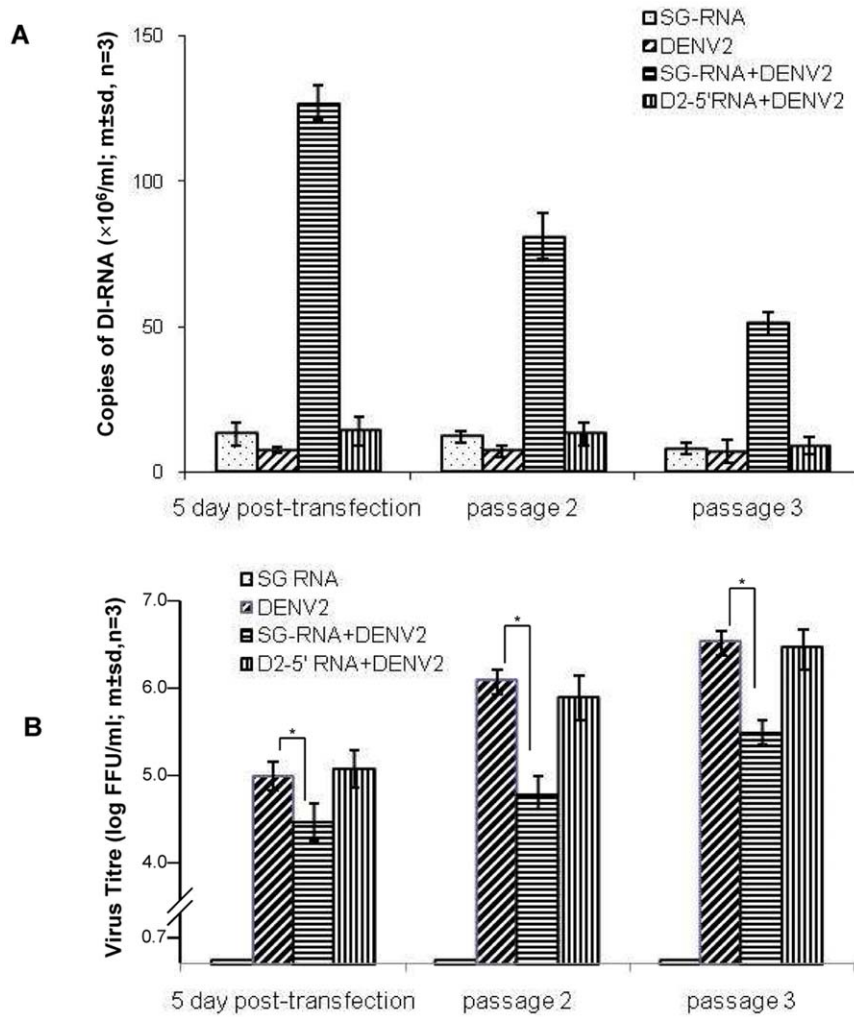 A
Copies of DI-RNA (×10⁶/ml; m±sd, n=3)
150
100
50
0
SG-RNA
DENV2
SG-RNA+DENV2
D2-5'RNA+DENV2
5 day post-transfection
passage 2
passage 3
B
Virus Titre (log FFU/ml; m±sd,n=3)
7.0
6.0
5.0
4.0
0.7
SG RNA
DENV2
SG-RNA+DENV2
D2-5' RNA+DENV2
*
*
*
5 day post-transfection
passage 2
passage 3